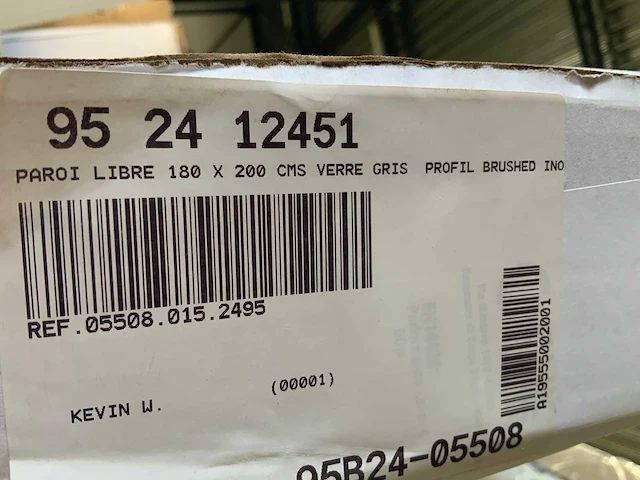 95 24 12451
PAROI LIBRE 180 X 200 CMS VERRE GRIS PROFIL BRUSHED INO
REF.05508.015.2495
A19555002001
(00001)
KEVIN W.
95B24-05508